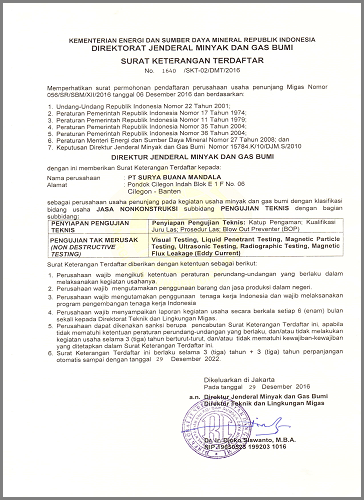 KEMENTERIAN ENERGI DAN SUMBER DAYA MINERAL REPUBLIK INDONESIA
DIREKTORAT JENDERAL MINYAK DAN GAS BUMI
SURAT KETERANGAN TERDAFTAR
No. 1640 /SKT-02/DMT/2016
Memperhatikan surat permohonan pendaftaran perusahaan usaha penunjang Migas Nomor
056/SR/SBM/XII/2016 tanggal 06 Desember 2016 dan berdasarkan:
1. Undang-Undang Republik Indonesia Nomor 22 Tahun 2001;
2. Peraturan Pemerintah Republik Indonesia Nomor 17 Tahun 1974;
3. Peraturan Pemerintah Republik Indonesia Nomor 11 Tahun 1979;
4. Peraturan Pemerintah Republik Indonesia Nomor 35 Tahun 2004;
5. Peraturan Pemerintah Republik Indonesia Nomor 36 Tahun 2004;
6. Peraturan Menteri Energi dan Sumber Daya Mineral Nomor 27 Tahun 2008; dan
7. Keputusan Direktur Jenderal Minyak dan Gas Bumi Nomor 15784.K/10/DJM.S/2010
DIREKTUR JENDERAL MINYAK DAN GAS BUMI
dengan ini memberikan Surat Keterangan Terdaftar kepada:
Nama perusahaan : PT SURYA BUANA MANDALA
Alamat : Pondok Cilegon Indah Blok E 1 F No. 06
Cilegon - Banten
sebagai perusahaan usaha penunjang pada kegiatan usaha minyak dan gas bumi dengan klasifikasi
bidang usaha JASA NONKONSTRUKSI subbidang PENGUJIAN TEKNIS dengan bagian
subbidang:
PENYIAPAN PENGUJIAN TEKNIS
Penyiapan Pengujian Teknis: Katup Pengaman; Kualifikasi
Juru Las; Prosedur Las; Blow Out Preventer (BOP)
PENGUJIAN TAK MERUSAK
(NON DESTRUCTIVE
TESTING)
Visual Testing, Liquid Penetrant Testing, Magnetic Particle
Testing, Ultrasonic Testing, Radiographic Testing, Magnetic
Flux Leakage (Eddy Current)
Surat Keterangan Terdaftar diberikan dengan ketentuan sebagai berikut:
1. Perusahaan wajib mengikuti ketentuan peraturan perundang-undangan yang berlaku dalam
melaksanakan kegiatan usahanya.
2. Perusahaan wajib mengutamakan penggunaan barang dan jasa produksi dalam negeri.
3. Perusahaan wajib mengutamakan penggunaan tenaga kerja Indonesia dan wajib melaksanakan
program pengembangan tenaga kerja Indonesia
4. Perusahaan wajib menyampaikan laporan kegiatan usaha secara berkala setiap 6 (enam) bulan
sekali kepada Direktorat Teknik dan Lingkungan Migas.
5. Perusahaan dapat dikenakan sanksi berupa pencabutan Surat Keterangan Terdaftar ini, apabila
tidak mematuhi ketentuan peraturan perundang-undangan yang berlaku, dan/atau tidak melakukan
kegiatan usaha selama 3 (tiga) tahun berturut-turut, dan/atau tidak mematuhi kewajiban-kewajiban
yang ditetapkan dalam Surat Keterangan Terdaftar ini.
6. Surat Keterangan Terdaftar ini berlaku selama 3 (tiga) tahun + 3 (tiga) tahun perpanjangan
otomatis sampai dengan tanggal 29 Desember 2022.
Dikeluarkan di Jakarta
Pada tanggal 29 Desember 2016
a.n. Direktur Jenderal Minyak dan Gas Bumi
Direktur Teknik dan Lingkungan Migas
Djoko Siswanto, M.B.A.
NIP 19650525 199203 1016